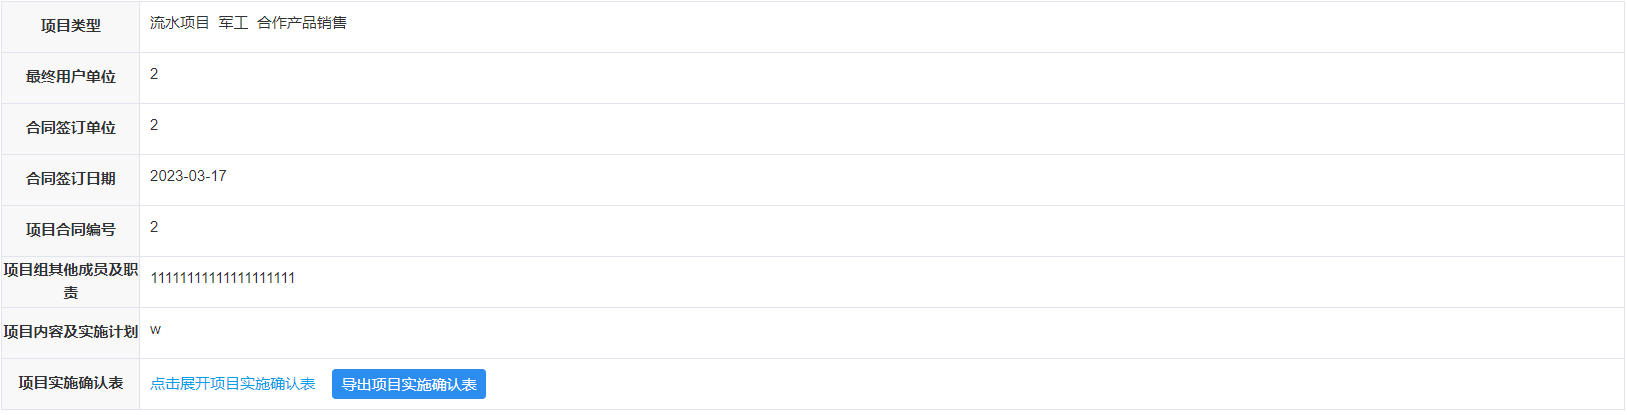 项目类型 流水项目 军工 合作产品销售
最终用户单位 2
合同签订单位 2
合同签订日期 2023-03-17
项目合同编号 2
项目组其他成员及职
责
11111111111111111111
项目内容及实施计划 w
项目实施确认表 点击展开项目实施确认表 导出项目实施确认表